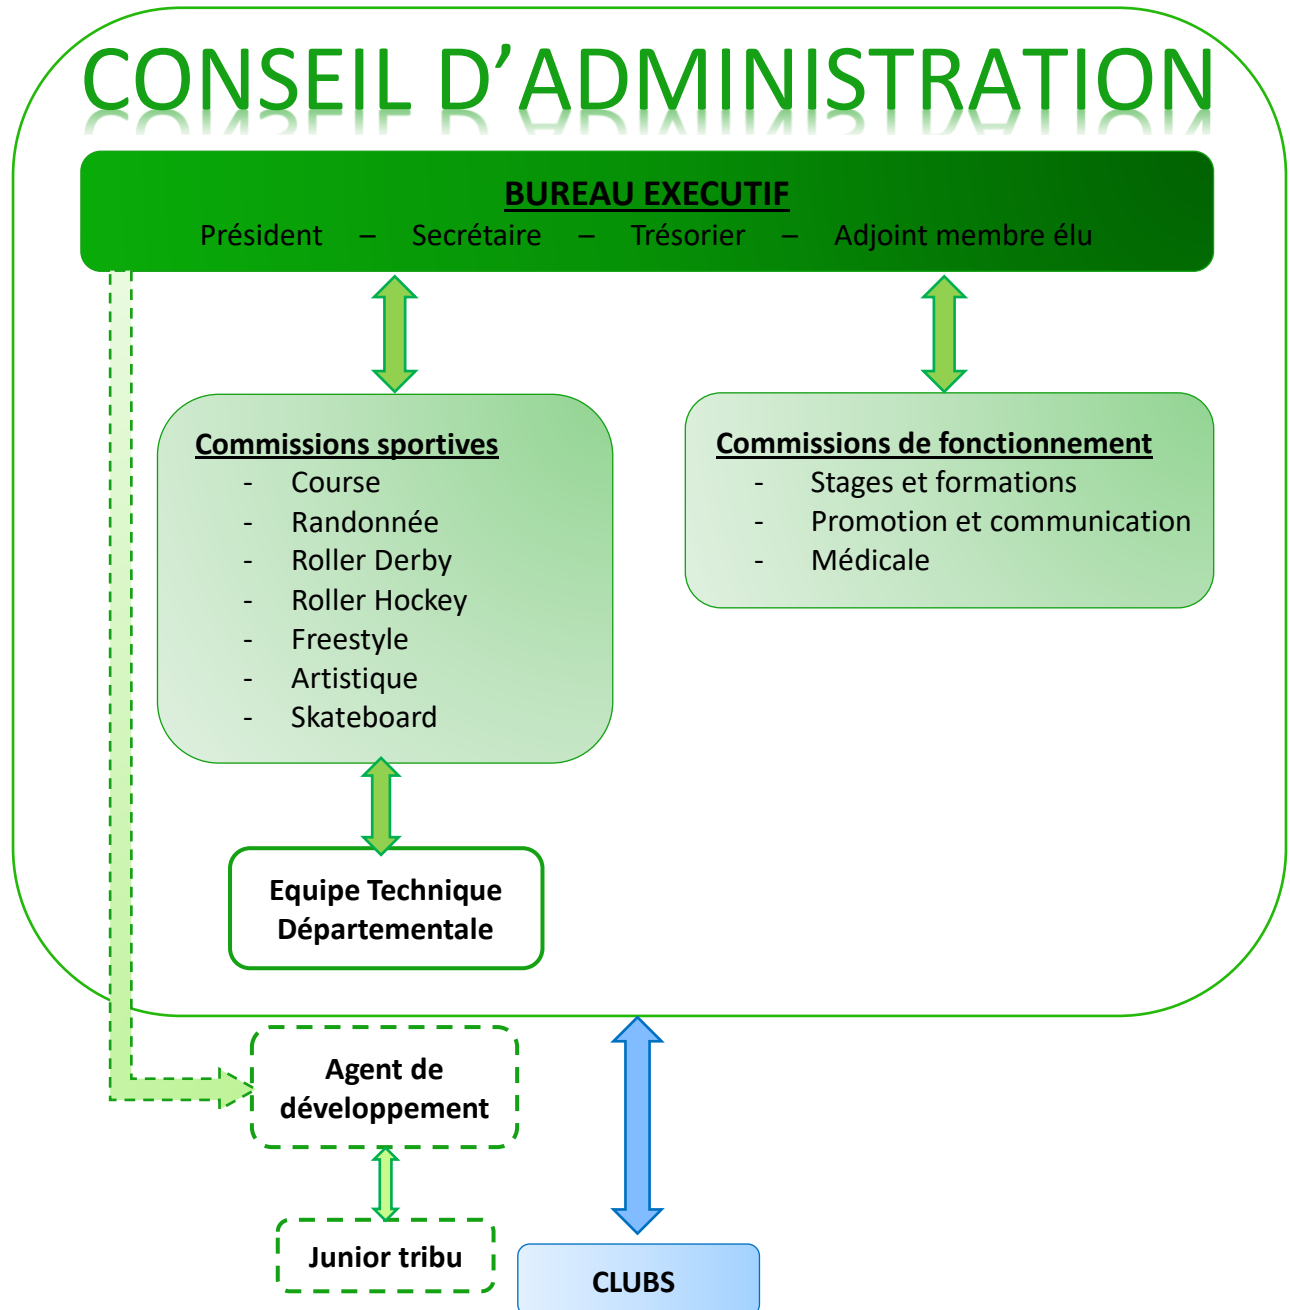 CONSEIL D’ADMINISTRATION
BUREAU EXECUTIF
Président – Secrétaire – Trésorier – Adjoint membre élu
Commissions sportives
- Course
- Randonnée
- Roller Derby
- Roller Hockey
- Freestyle
- Artistique
- Skateboard
Commissions de fonctionnement
- Stages et formations
- Promotion et communication
- Médicale
Equipe Technique
Départementale
Agent de
développement
Junior tribu
CLUBS